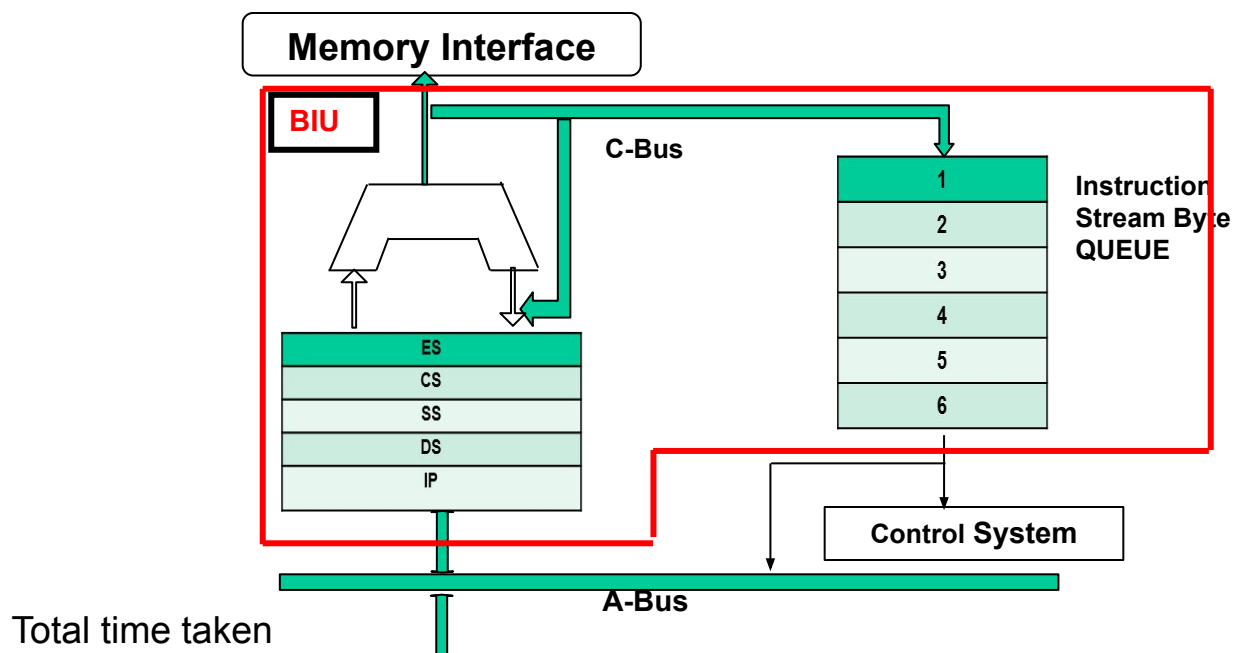 Memory Interface
BIU
C-Bus
1
2
3
4
5
6
Instruction
Stream Byte
QUEUE
ES
CS
SS
DS
IP
Control System
A-Bus
Total time taken